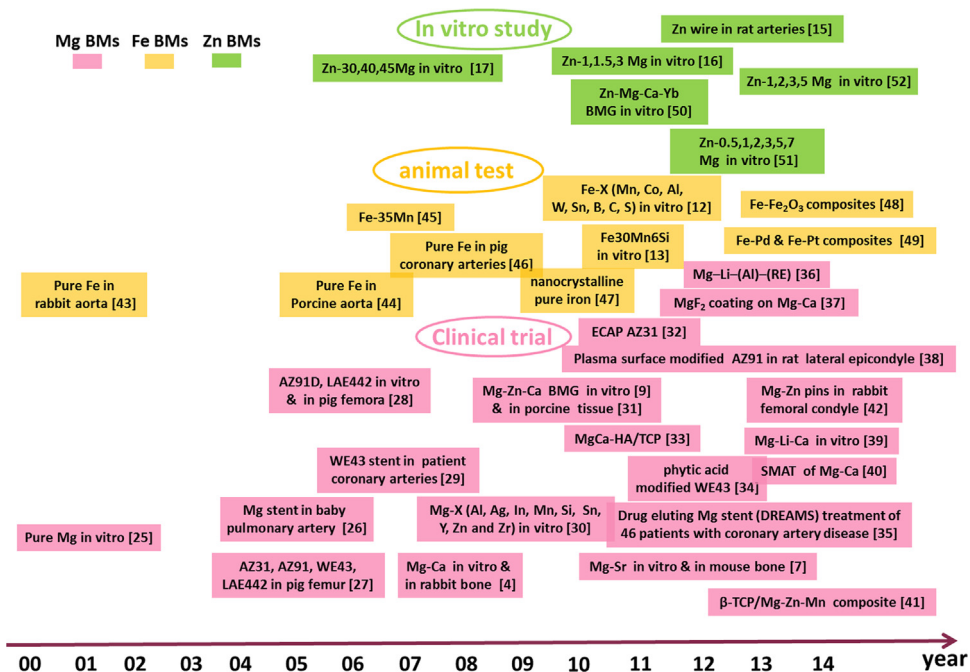 In vitro study
Mg BMs Fe BMs Zn BMs
Zn wire in rat arteries [15]
Zn-30,40,45Mg in vitro [17]
Zn-1,1.5,3 Mg in vitro [16]
Zn-1,2,3,5 Mg in vitro [52]
Zn-Mg-Ca-Yb
BMG in vitro [50]
Zn-0.5,1,2,3,5,7
Mg in vitro [51]
animal test
Fe-X (Mn, Co, Al,
W, Sn, B, C, S) in vitro [12]
Fe-Fe₂O₃ composites [48]
Fe-35Mn [45]
Fe30Mn6Si
in vitro [13]
Fe-Pd & Fe-Pt composites [49]
Pure Fe in pig
coronary arteries [46]
Pure Fe in
rabbit aorta [43]
Pure Fe in
Porcine aorta [44]
nanocrystalline
pure iron [47]
Mg–Li–(Al)–(RE) [36]
MgF₂ coating on Mg-Ca [37]
Clinical trial
ECAP AZ31 [32]
Plasma surface modified AZ91 in rat lateral epicondyle [38]
AZ91D, LAE442 in vitro
& in pig femora [28]
Mg-Zn-Ca BMG in vitro [9]
& in porcine tissue [31]
Mg-Zn pins in rabbit
femoral condyle [42]
MgCa-HA/TCP [33]
Mg-Li-Ca in vitro [39]
WE43 stent in patient
coronary arteries [29]
phytic acid
modified WE43 [34]
SMAT of Mg-Ca [40]
Mg stent in baby
pulmonary artery [26]
Mg-X (Al, Ag, In, Mn, Si, Sn,
Y, Zn and Zr) in vitro [30]
Drug eluting Mg stent (DREAMS) treatment of
46 patients with coronary artery disease [35]
Pure Mg in vitro [25]
AZ31, AZ91, WE43,
LAE442 in pig femur [27]
Mg-Ca in vitro &
in rabbit bone [4]
Mg-Sr in vitro & in mouse bone [7]
β-TCP/Mg-Zn-Mn composite [41]
00 01 02 03 04 05 06 07 08 09 10 11 12 13 14 year